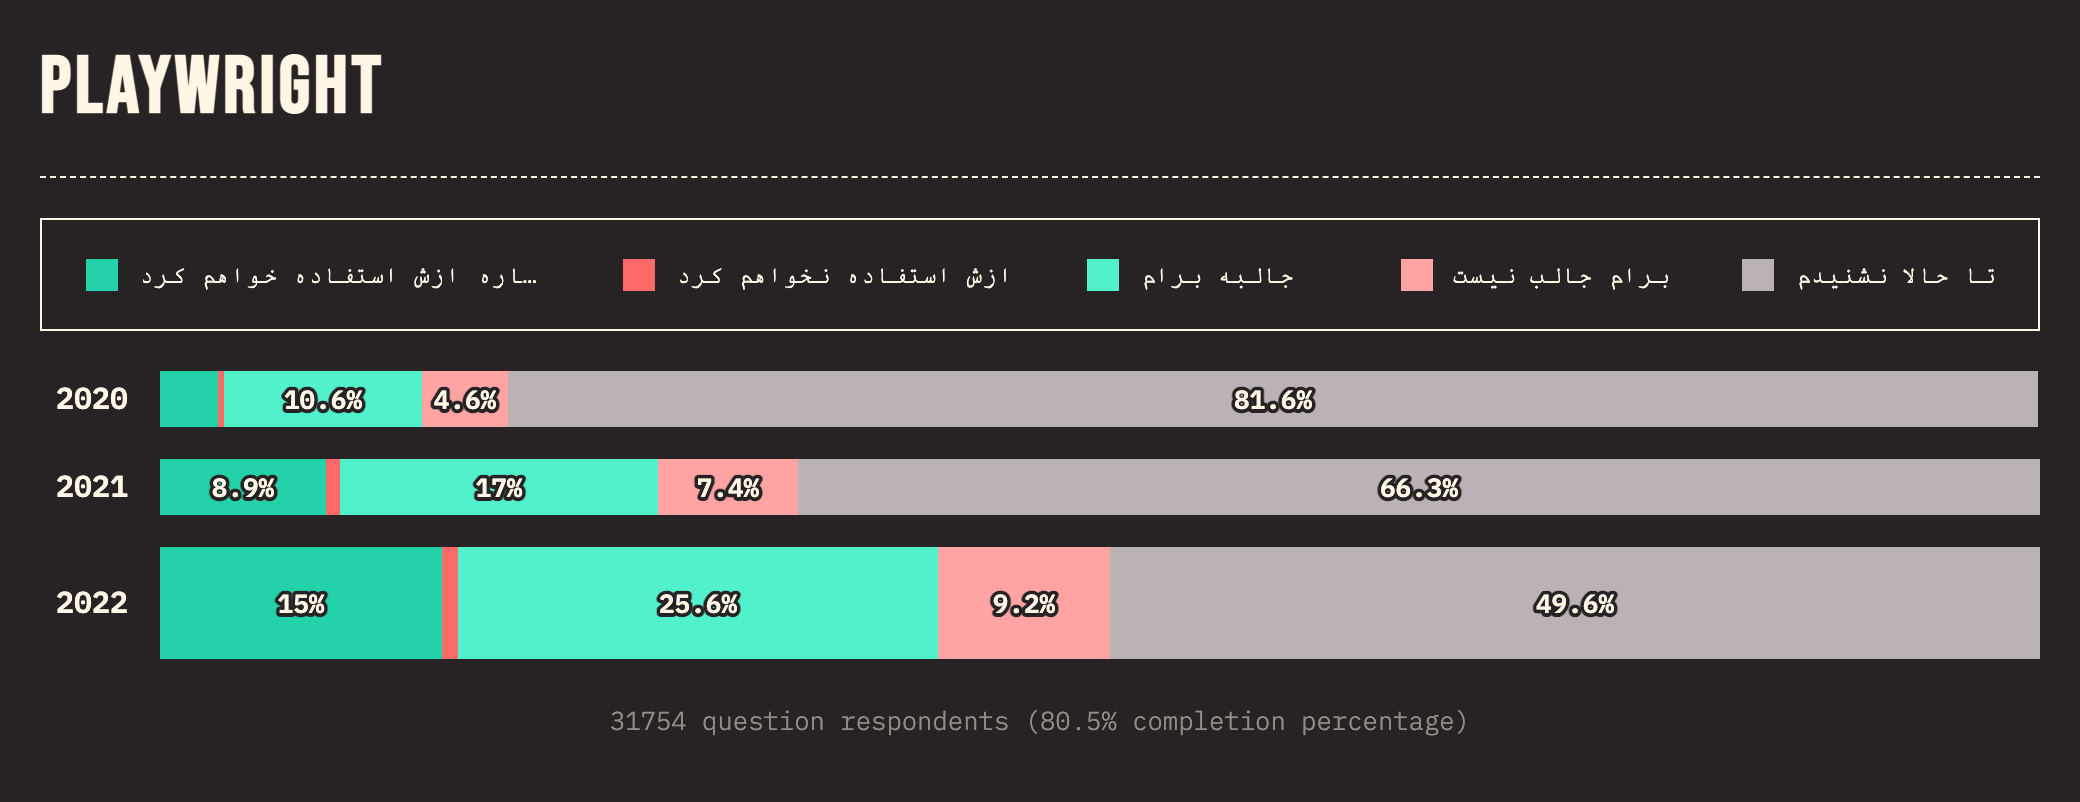 PLAYWRIGHT
…ـاره ازش استفاده خواهم کرد
ازش استفاده نخواهم کرد
جالبه برام
برام جالب نیست
تا حالا نشنیدم
2020 10.6% 4.6% 81.6%
2021 8.9% 17% 7.4% 66.3%
2022 15% 25.6% 9.2% 49.6%
31754 question respondents (80.5% completion percentage)